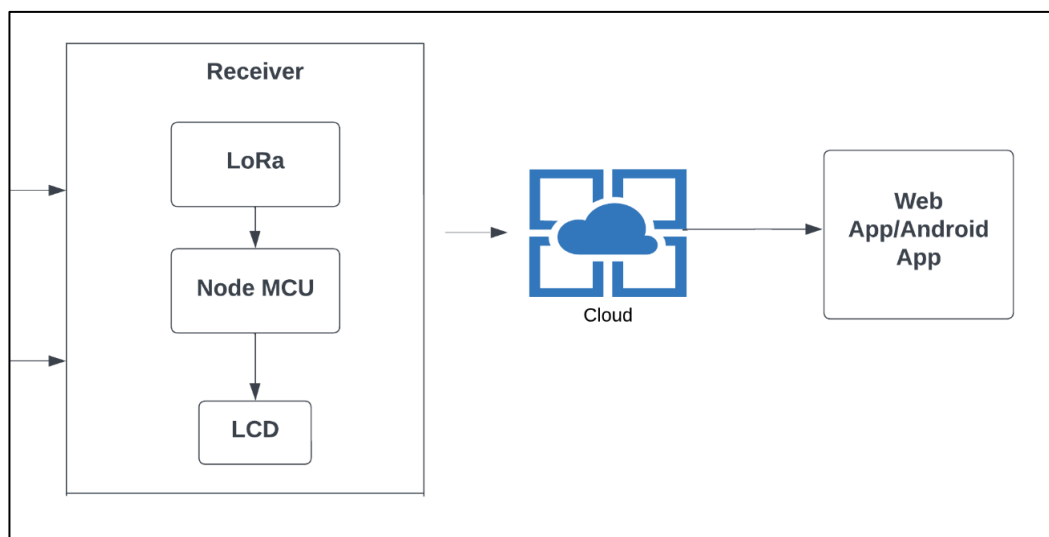 Receiver
LoRa
Node MCU
LCD
Cloud
Web
App/Android
App